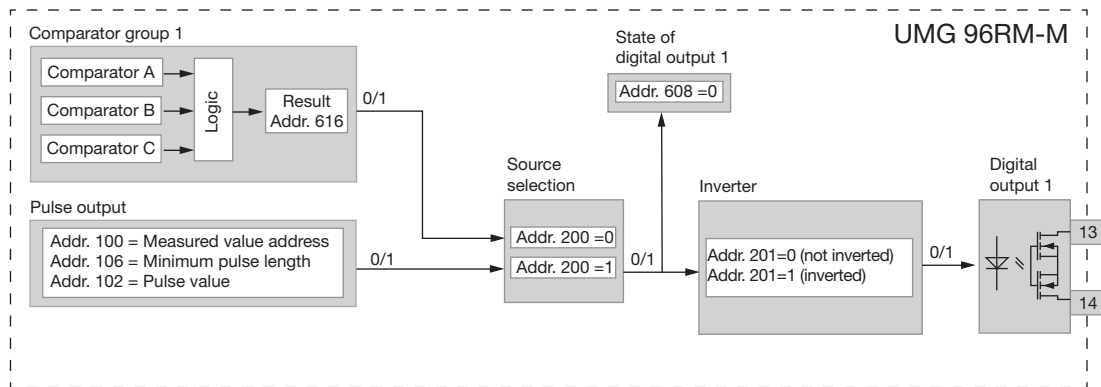 UMG 96RM-M
Comparator group 1
Comparator A
Comparator B
Comparator C
Logic
Result
Addr. 616
0/1
State of
digital output 1
Addr. 608 =0
Pulse output
Addr. 100 = Measured value address
Addr. 106 = Minimum pulse length
Addr. 102 = Pulse value
0/1
Source
selection
Addr. 200 =0
Addr. 200 =1
0/1
Inverter
Addr. 201=0 (not inverted)
Addr. 201=1 (inverted)
0/1
Digital
output 1
13
14